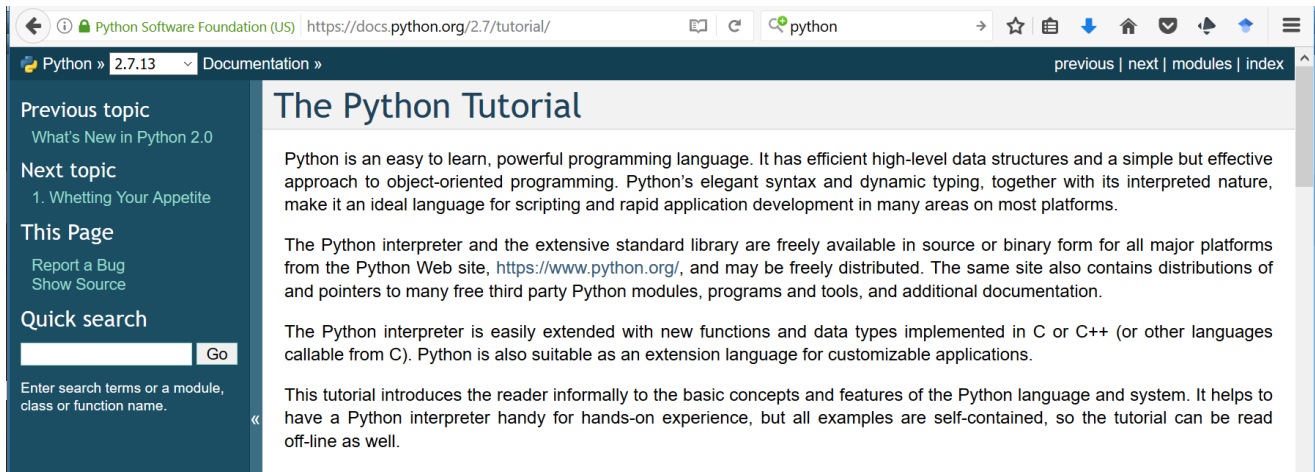 Python Software Foundation (US) https://docs.python.org/2.7/tutorial/ python
Python » 2.7.13 Documentation » previous | next | modules | index
Previous topic
What's New in Python 2.0
Next topic
1. Whetting Your Appetite
This Page
Report a Bug
Show Source
Quick search
Go
Enter search terms or a module,
class or function name.
«
The Python Tutorial
Python is an easy to learn, powerful programming language. It has efficient high-level data structures and a simple but effective
approach to object-oriented programming. Python's elegant syntax and dynamic typing, together with its interpreted nature,
make it an ideal language for scripting and rapid application development in many areas on most platforms.
The Python interpreter and the extensive standard library are freely available in source or binary form for all major platforms
from the Python Web site, https://www.python.org/, and may be freely distributed. The same site also contains distributions of
and pointers to many free third party Python modules, programs and tools, and additional documentation.
The Python interpreter is easily extended with new functions and data types implemented in C or C++ (or other languages
callable from C). Python is also suitable as an extension language for customizable applications.
This tutorial introduces the reader informally to the basic concepts and features of the Python language and system. It helps to
have a Python interpreter handy for hands-on experience, but all examples are self-contained, so the tutorial can be read
off-line as well.